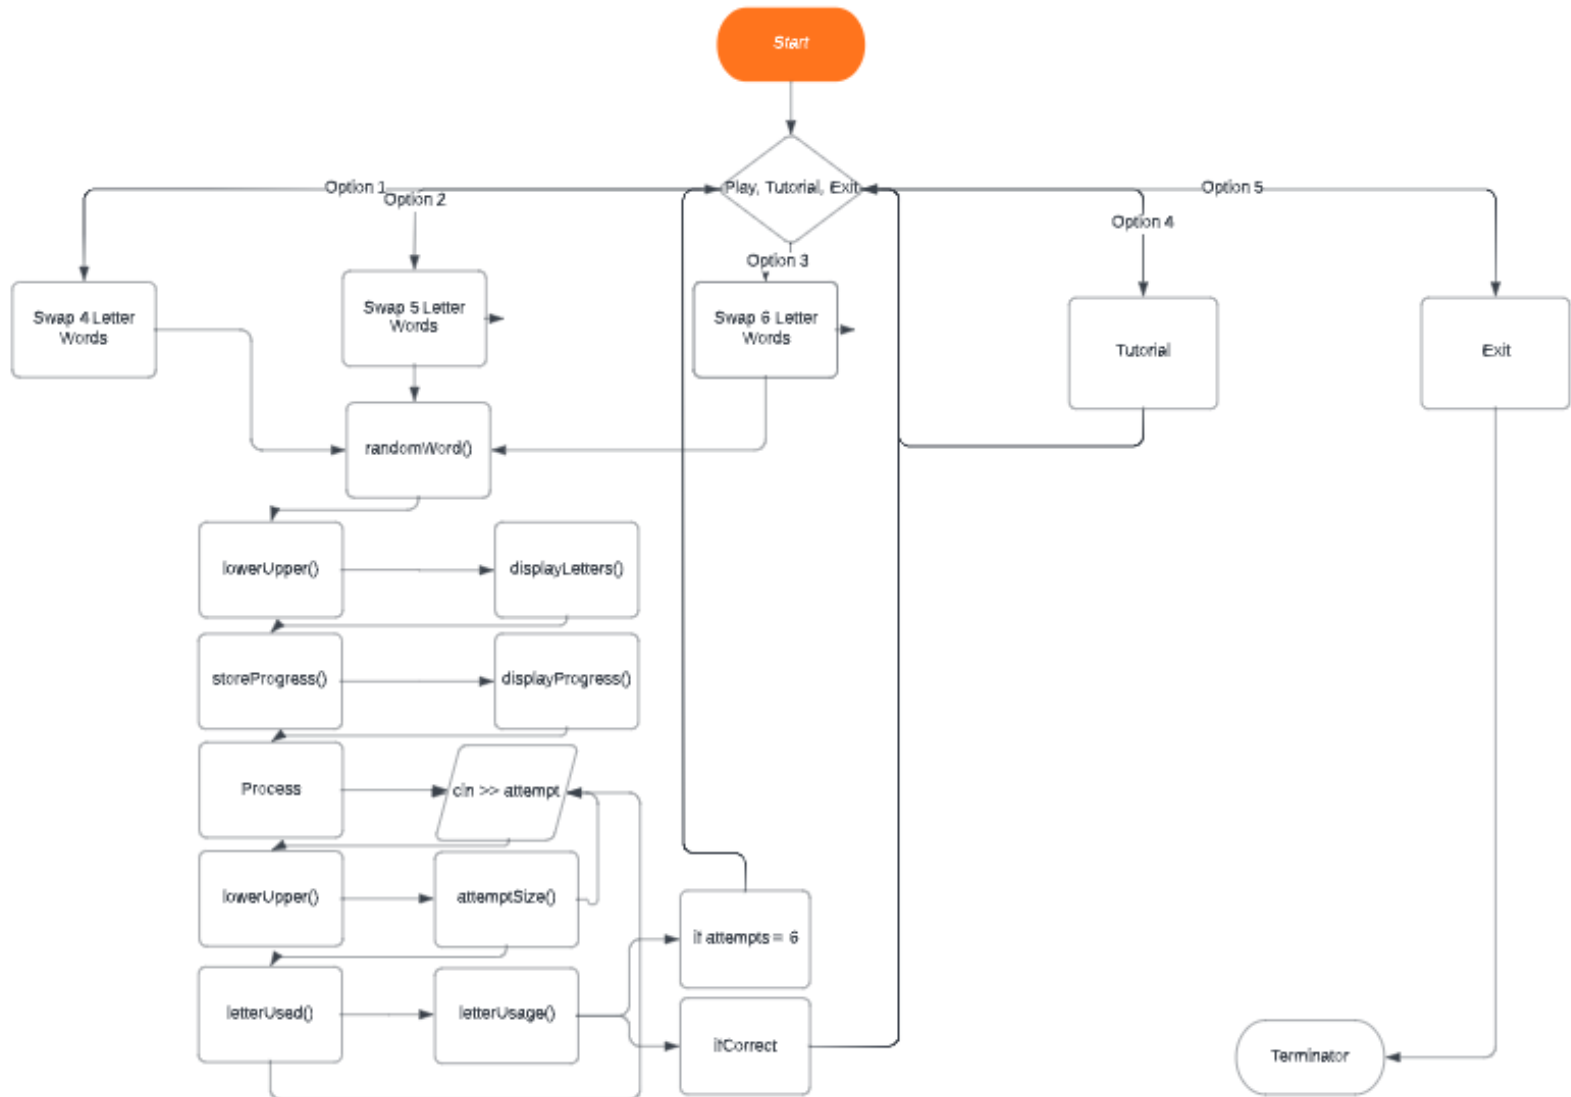 Start
Play, Tutorial, Exit
Option 1
Option 2
Option 3
Option 4
Option 5
Swap 4 Letter
Words
Swap 5 Letter
Words
Swap 6 Letter
Words
Tutorial
Exit
randomWord()
lowerUpper()
displayLetters()
storeProgress()
displayProgress()
Process
cin >> attempt
lowerUpper()
attemptSize()
if attempts = 6
letterUsed()
letterUsage()
ifCorrect
Terminator